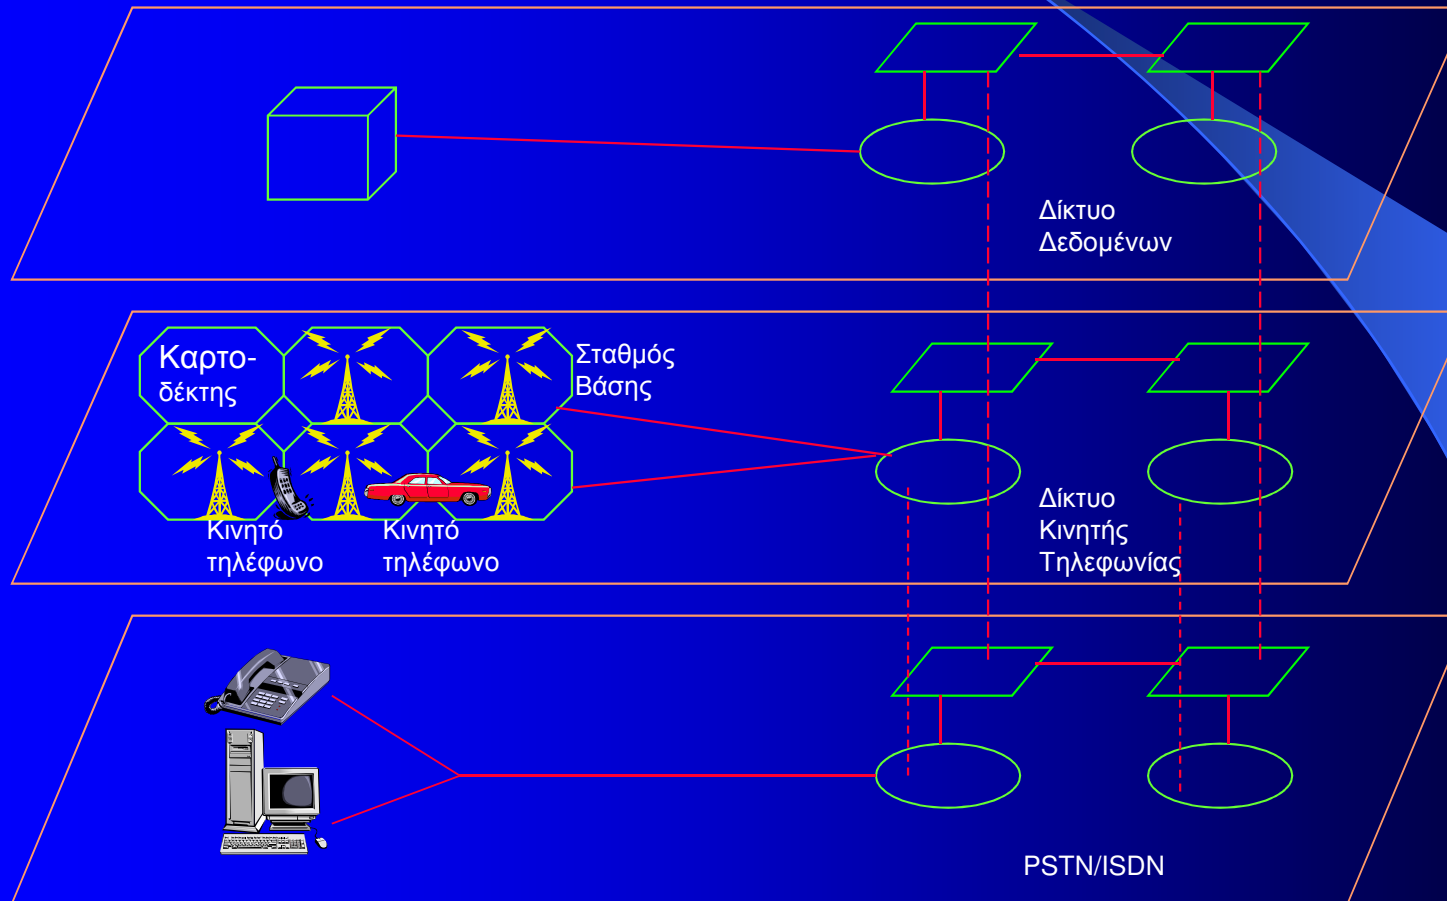 Δίκτυο
Δεδομένων
Καρτο-
δέκτης
Σταθμός
Βάσης
Κινητό
τηλέφωνο
Κινητό
τηλέφωνο
Δίκτυο
Κινητής
Τηλεφωνίας
PSTN/ISDN